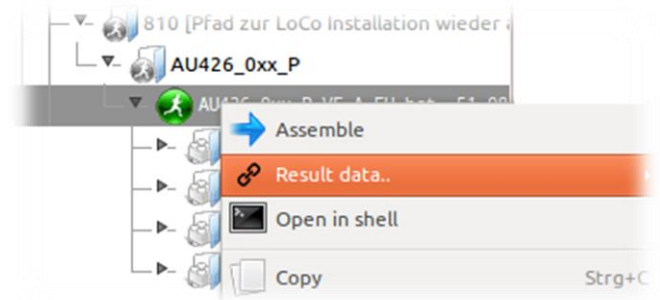 810 [Pfad zur LoCo Installation wieder
AU426_0xx_P
Assemble
Result data..
Open in shell
Copy Strg+C